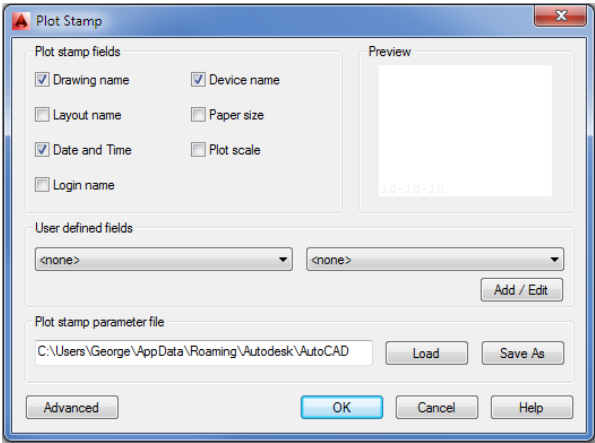 Plot Stamp
Plot stamp fields
Drawing name
Device name
Layout name
Paper size
Date and Time
Plot scale
Login name
Preview
10-10-10
User defined fields
<none>
<none>
Add / Edit
Plot stamp parameter file
C:\Users\George\AppData\Roaming\Autodesk\AutoCAD
Load
Save As
Advanced
OK
Cancel
Help